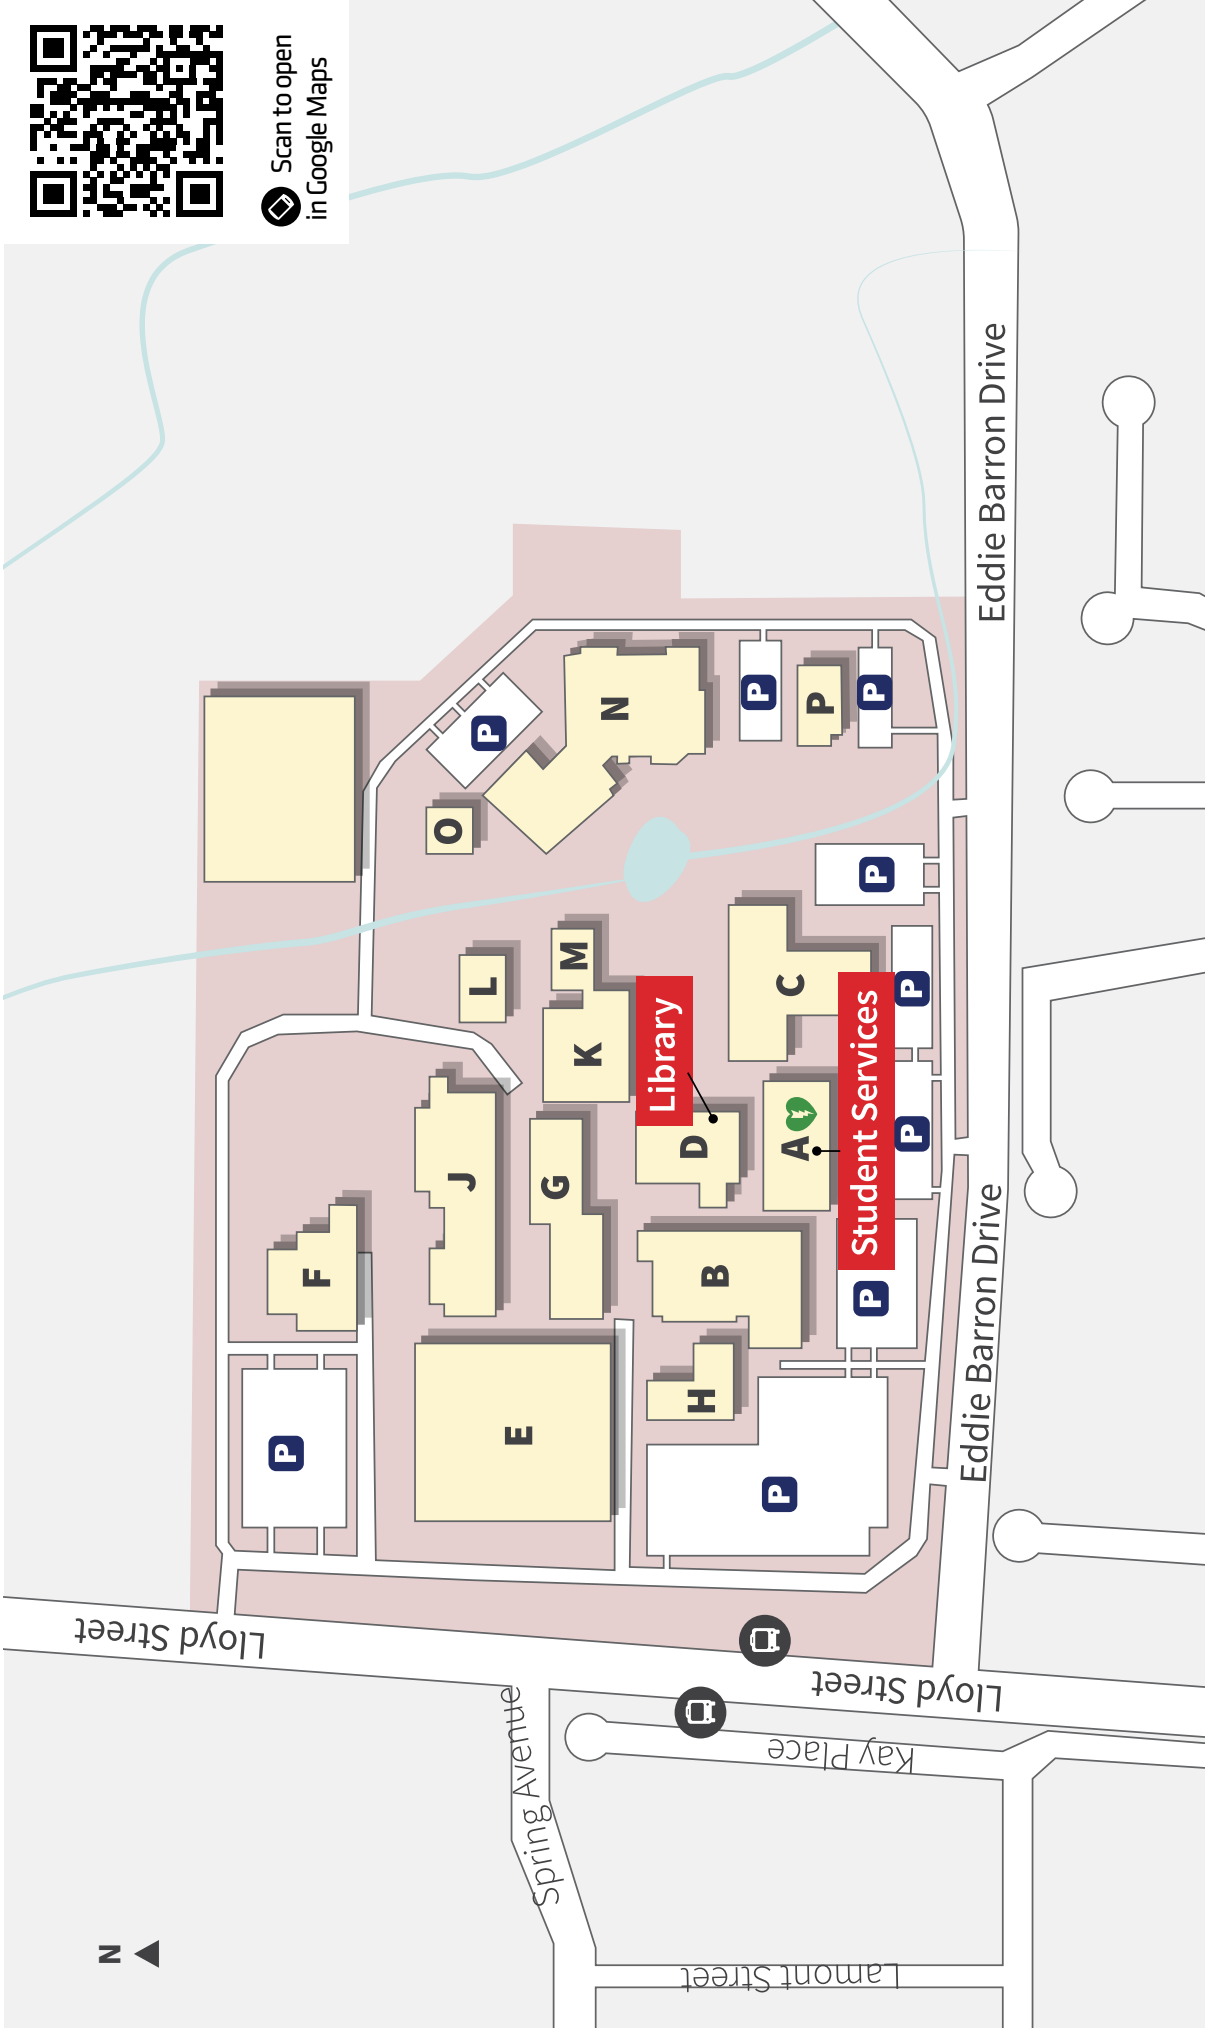 Scan to open
in Google Maps
Lloyd Street
F
P
J
L
O
P
E
G
K
M
N
Library
D
H
B
A
C
P
P
P
P
Student Services
P
P
P
P
P
Eddie Barron Drive
Eddie Barron Drive
Lloyd Street
Kay Place
Spring Avenue
Lamont Street
N